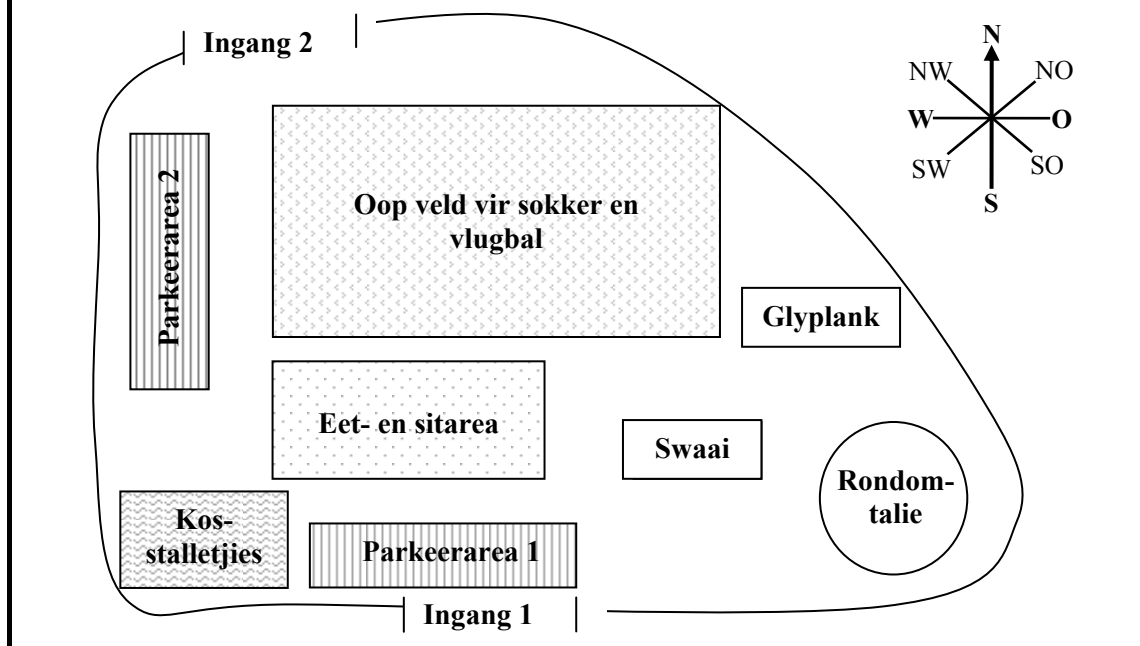 Ingang 2
N
NW
NO
W
O
SW
SO
S
Parkeerarea 2
Oop veld vir sokker en
vlugbal
Glyplank
Eet- en sitarea
Swaai
Rondom-
talie
Kos-
stalletjies
Parkeerarea 1
Ingang 1